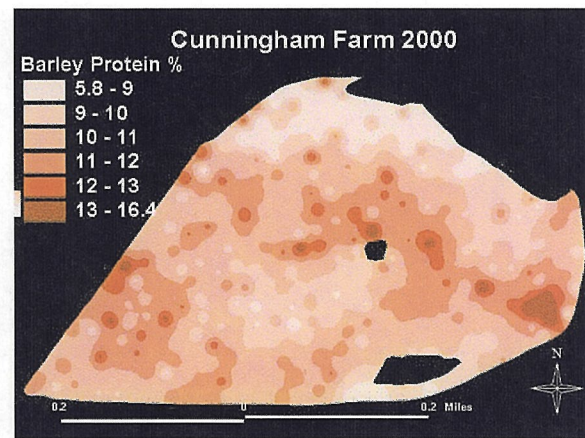 Cunningham Farm 2000
Barley Protein %
5.8 - 9
9 - 10
10 - 11
11 - 12
12 - 13
13 - 16.4
N
0.2 0 0.2 Miles